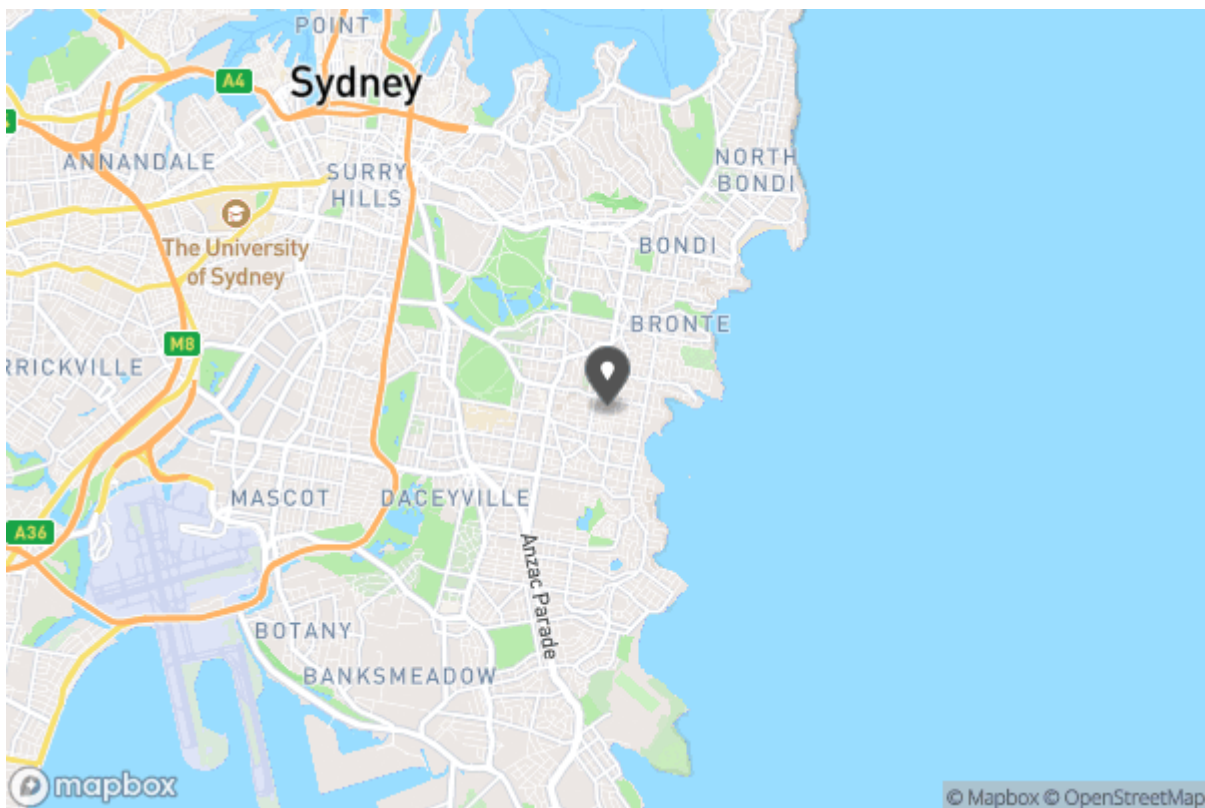 POINT
Sydney
A4
ANNANDALE
SURRY
HILLS
NORTH
BONDI
The University
of Sydney
BONDI
BRONTE
M8
RRICKVILLE
MASCOT
DACEYVILLE
A36
Anzac Parade
BOTANY
BANKSMEADOW
mapbox
© Mapbox © OpenStreetMap